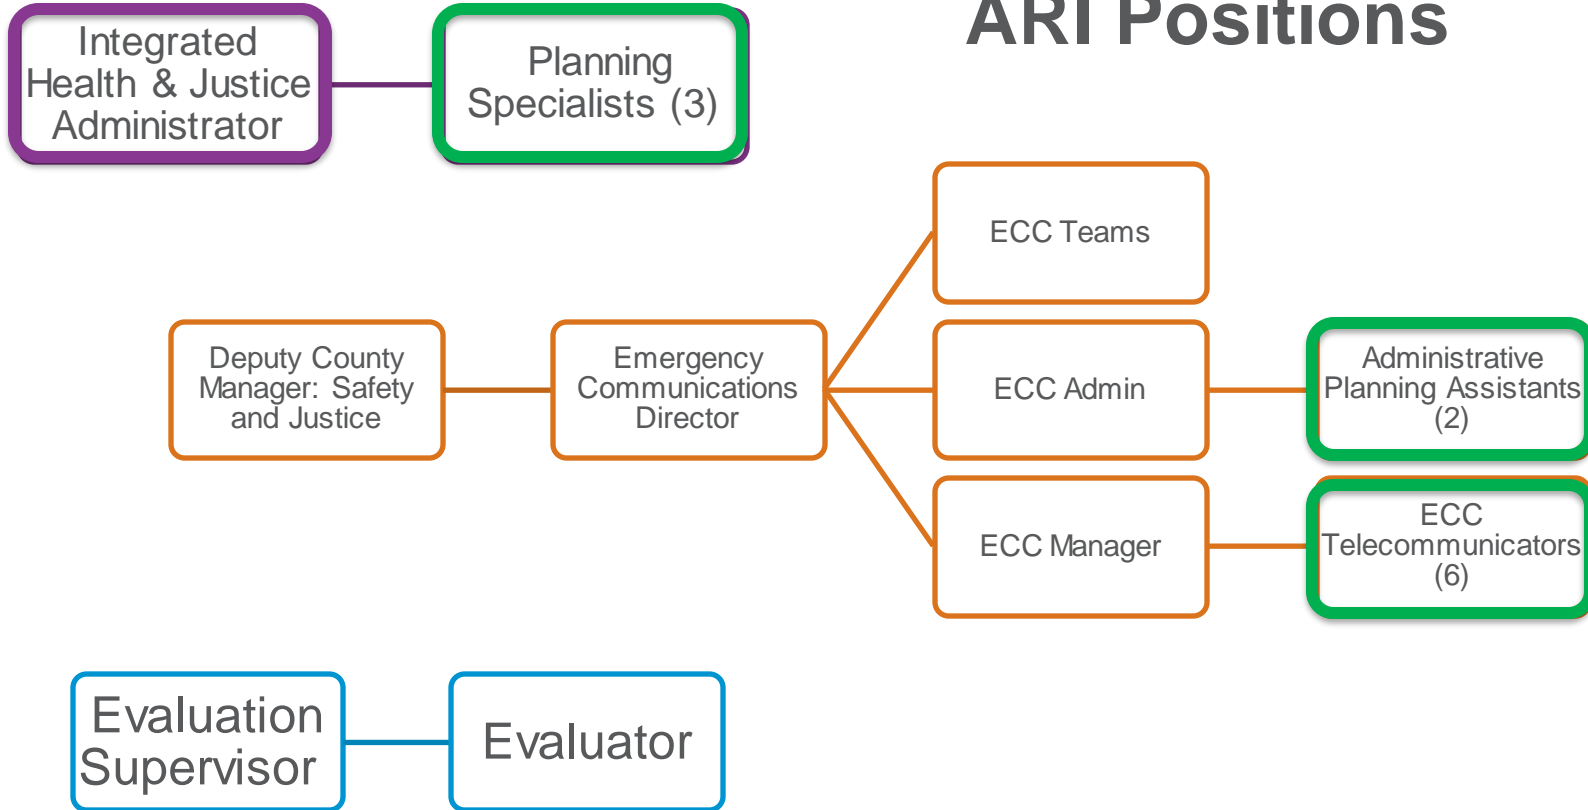 ARI Positions
Integrated
Health & Justice
Administrator
Planning
Specialists (3)
ECC Teams
Deputy County
Manager: Safety
and Justice
Emergency
Communications
Director
ECC Admin
Administrative
Planning Assistants
(2)
ECC Manager
ECC
Telecommunicators
(6)
Evaluation
Supervisor
Evaluator